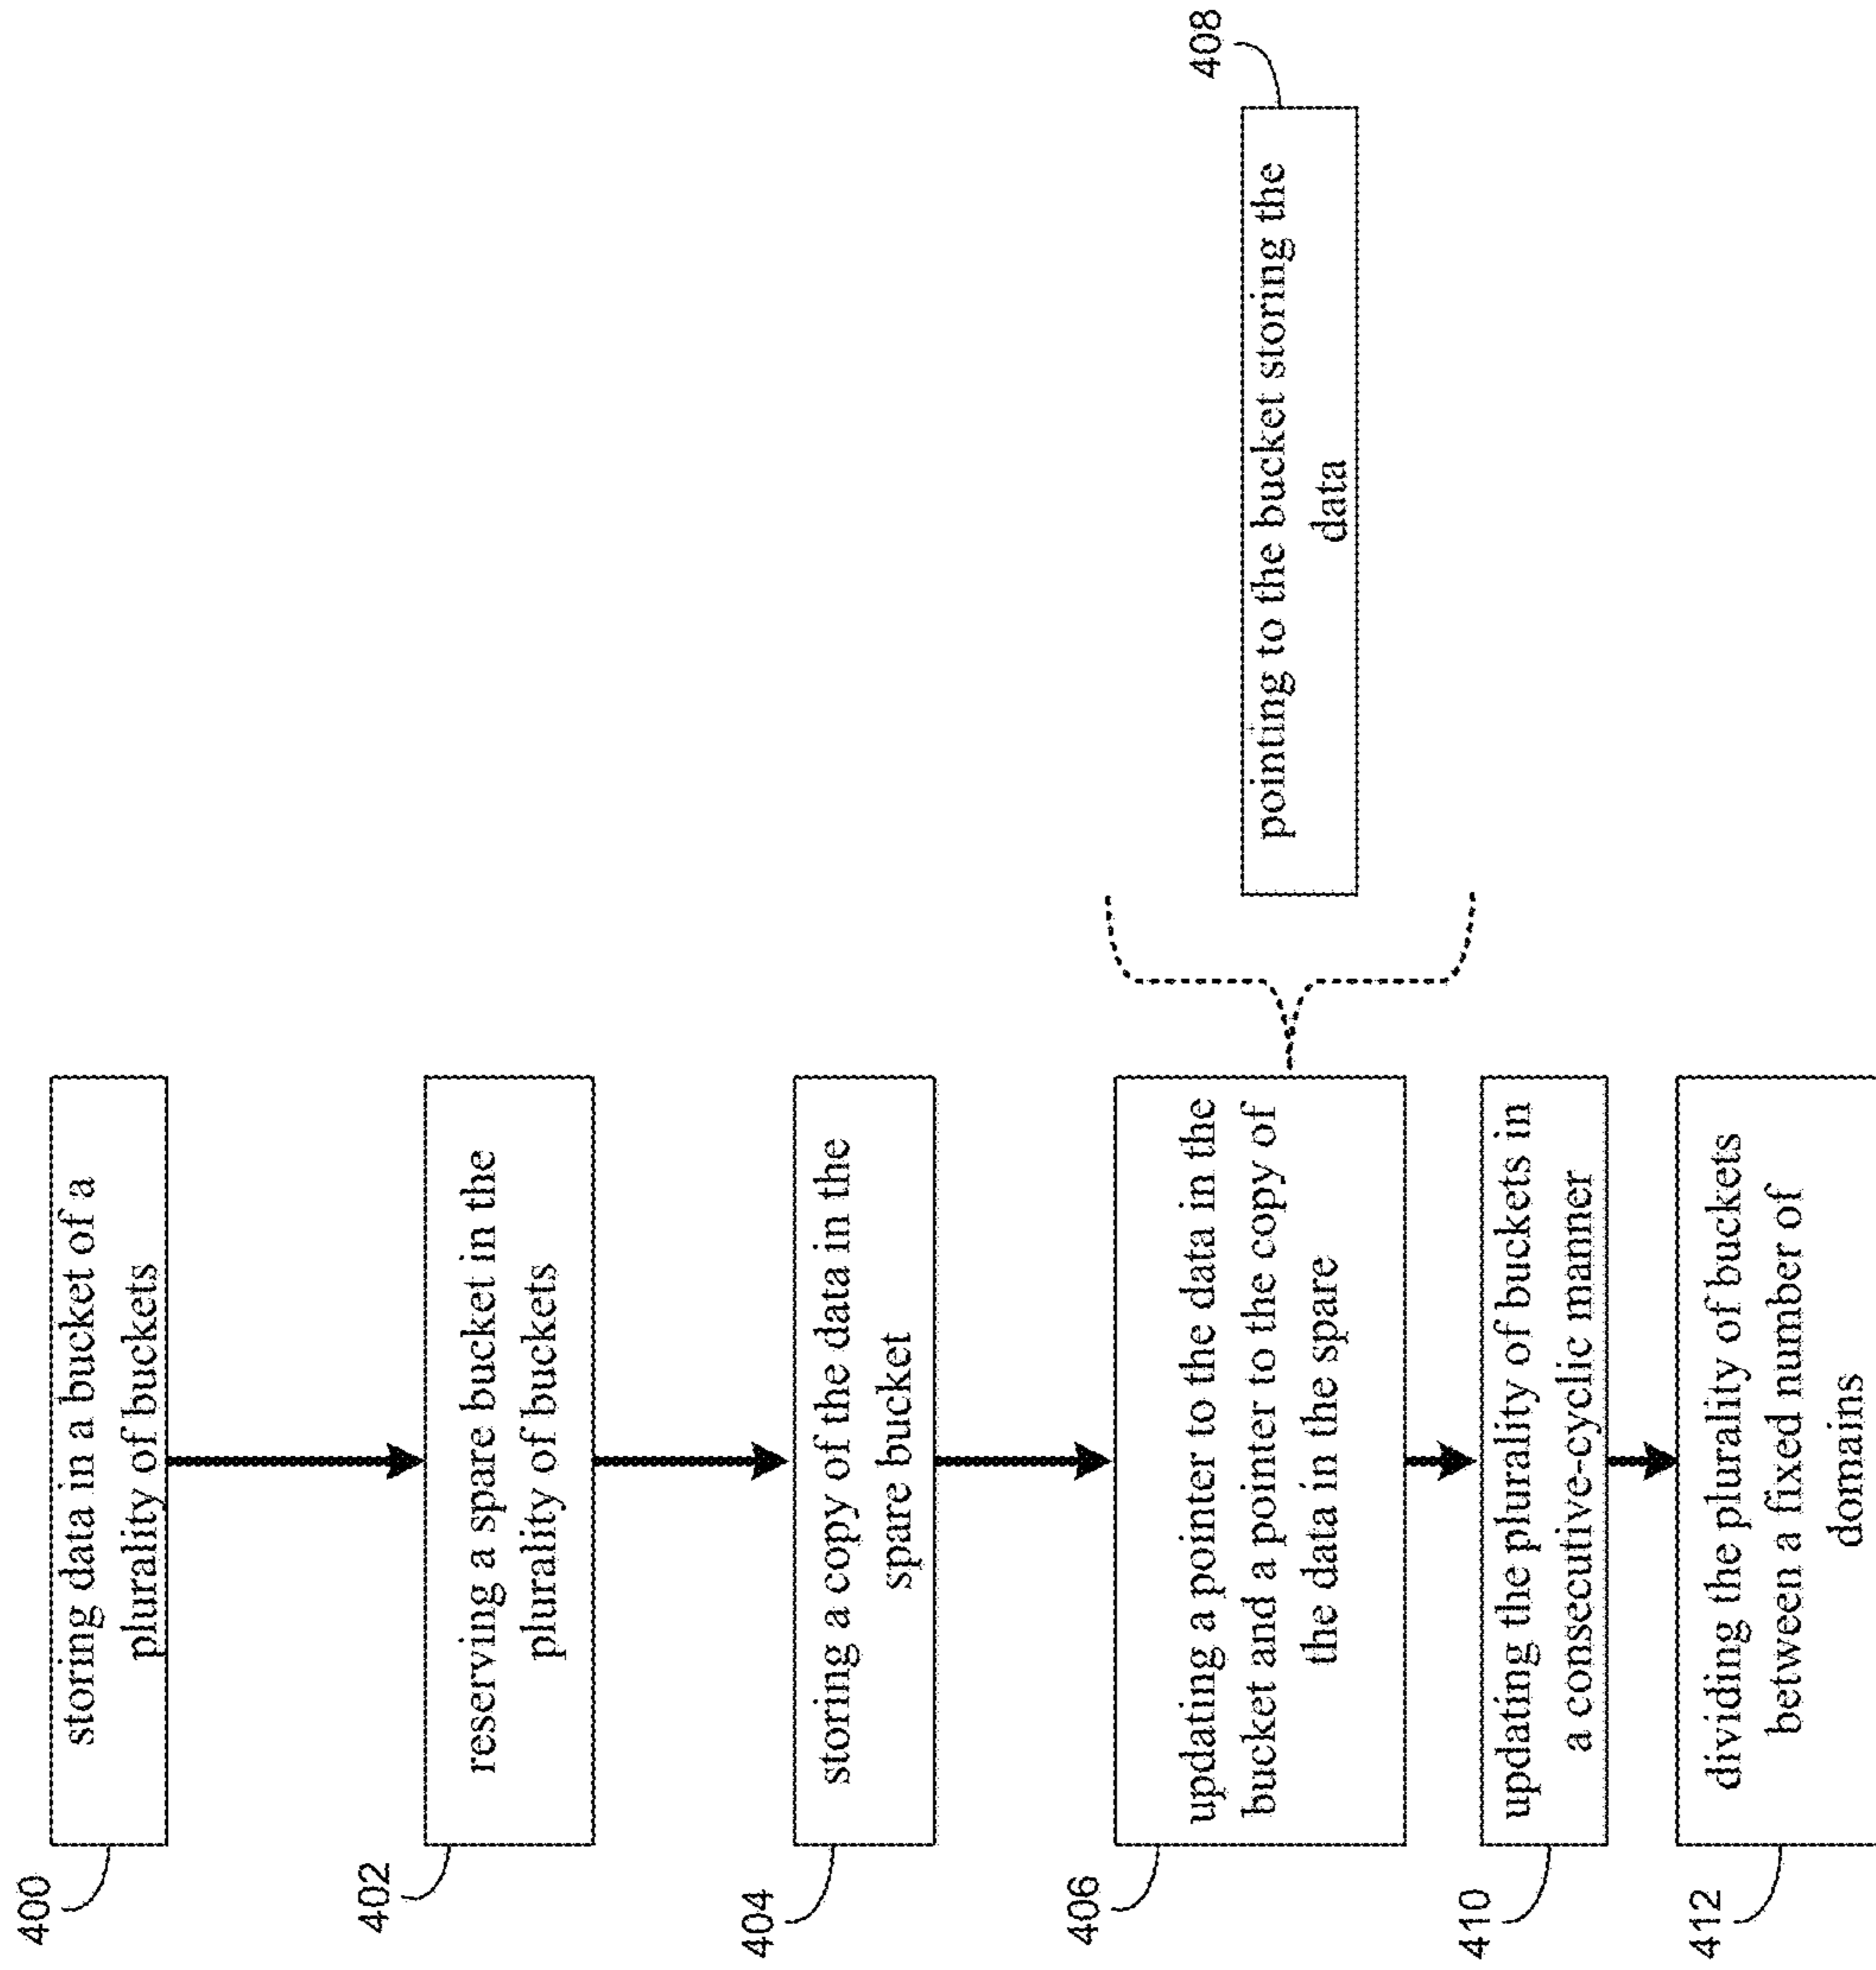 400
storing data in a bucket of a
plurality of buckets
402
reserving a spare bucket in the
plurality of buckets
404
storing a copy of the data in the
spare bucket
406
updating a pointer to the data in the
bucket and a pointer to the copy of
the data in the spare
408
pointing to the bucket storing the
data
410
updating the plurality of buckets in
a consecutive-cyclic manner
412
dividing the plurality of buckets
between a fixed number of
domains